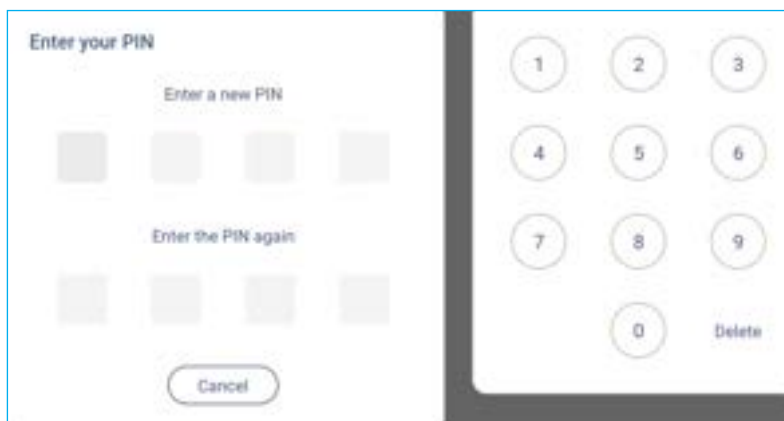 Enter your PIN
Enter a new PIN
Enter the PIN again
Cancel
1 2 3
4 5 6
7 8 9
0 Delete